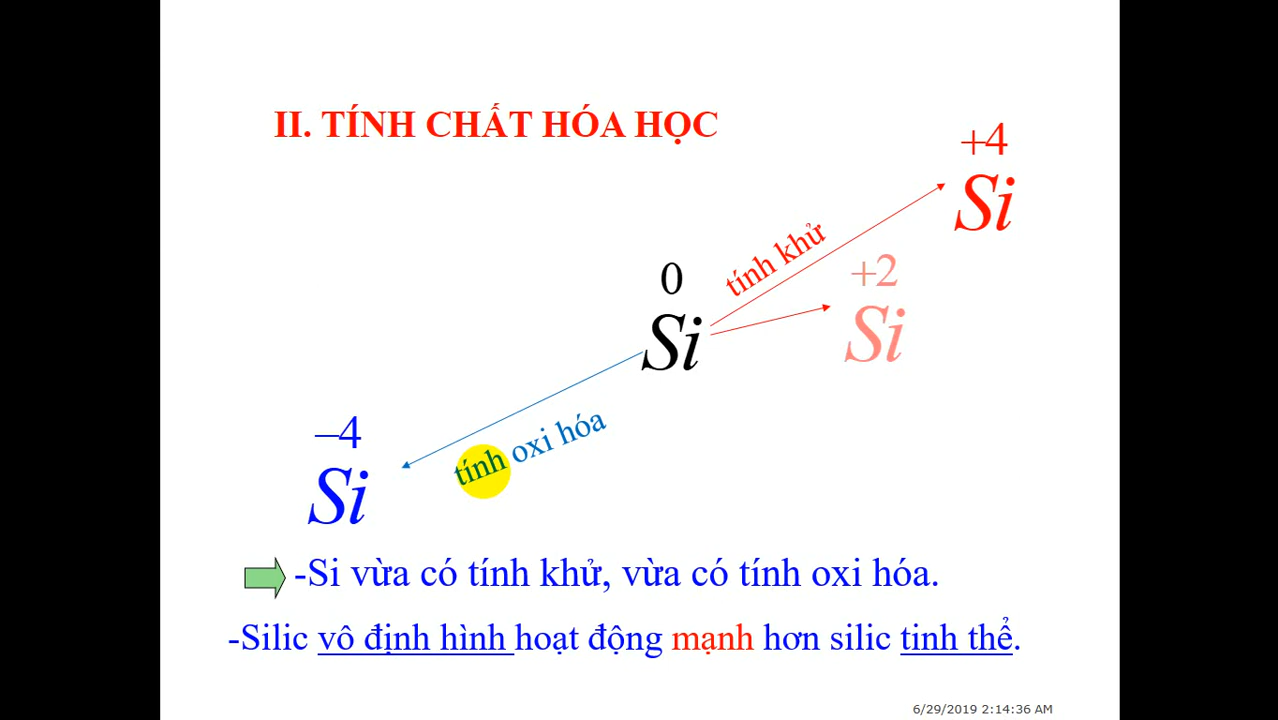 II. TÍNH CHẤT HÓA HỌC
+4
Si
tính khử
+2
Si
0
Si
tính oxi hóa
–4
Si
-Si vừa có tính khử, vừa có tính oxi hóa.
-Silic vô định hình hoạt động mạnh hơn silic tinh thể.
6/29/2019 2:14:36 AM